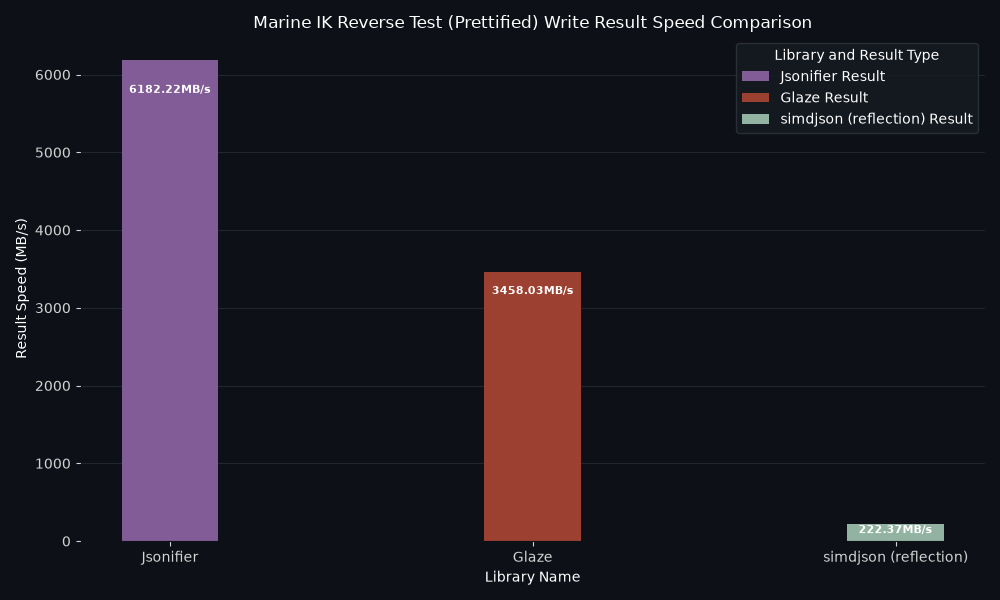 Marine IK Reverse Test (Prettified) Write Result Speed Comparison
Library and Result Type
Jsonifier Result
Glaze Result
simdjson (reflection) Result
Result Speed (MB/s)
6000
5000
4000
3000
2000
1000
0
6182.22MB/s
3458.03MB/s
222.37MB/s
Jsonifier
Glaze
simdjson (reflection)
Library Name